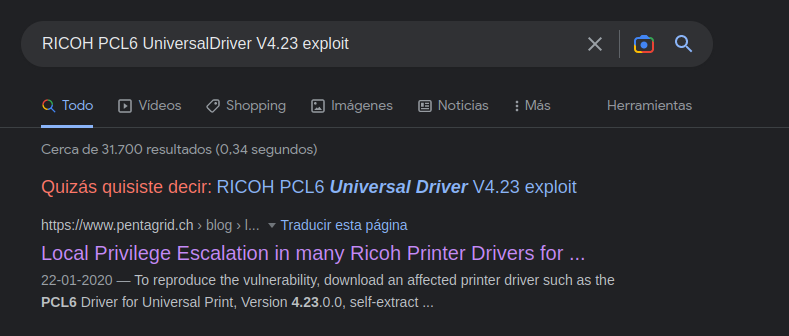 RICOH PCL6 UniversalDriver V4.23 exploit
Todo Videos Shopping Imágenes Noticias Más Herramientas
Cerca de 31.700 resultados (0,34 segundos)
Quizás quisiste decir: RICOH PCL6 Universal Driver V4.23 exploit
https://www.pentagrid.ch › blog › l... Traducir esta página
Local Privilege Escalation in many Ricoh Printer Drivers for ...
22-01-2020 — To reproduce the vulnerability, download an affected printer driver such as the
PCL6 Driver for Universal Print, Version 4.23.0.0, self-extract ...